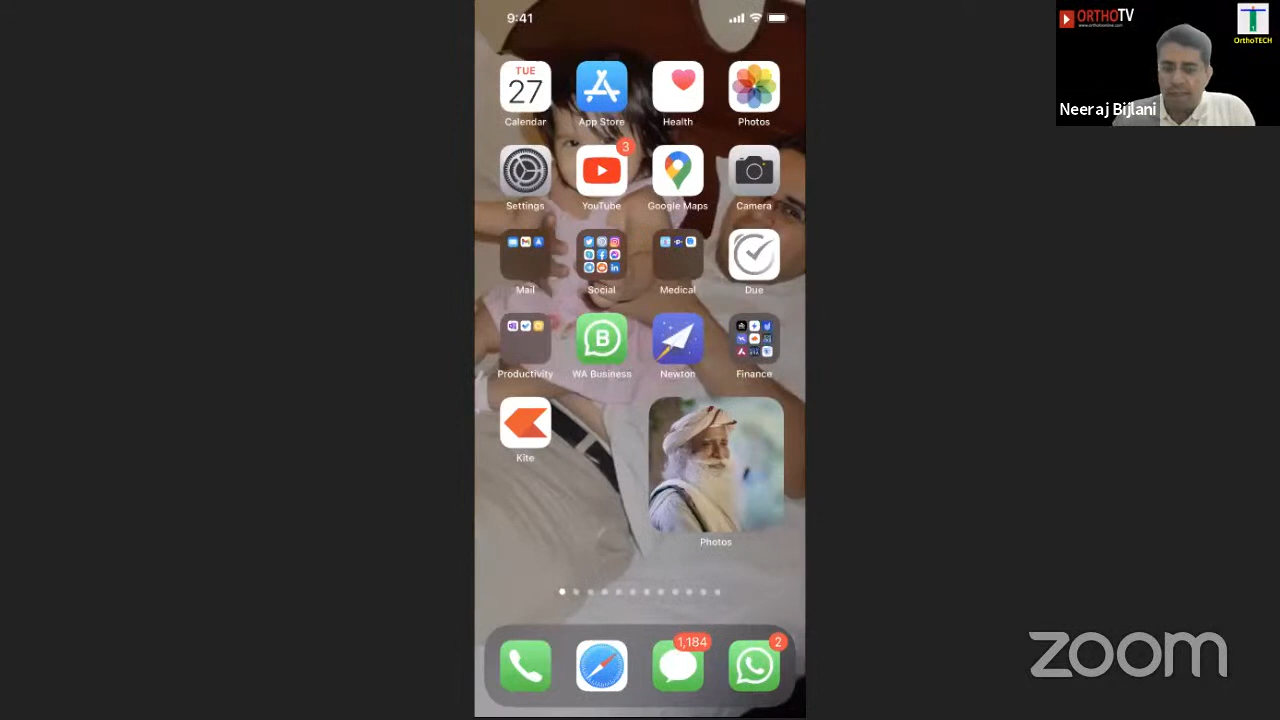 9:41
TUE
27
Calendar
App Store
Health
Photos
3
Settings
YouTube
Google Maps
Camera
Mail
Social
Medical
Due
Productivity
WA Business
Newton
Finance
Kite
Photos
1,184
2
ORTHOTV
OrthoTECH
Neeraj Bijlani
zoom